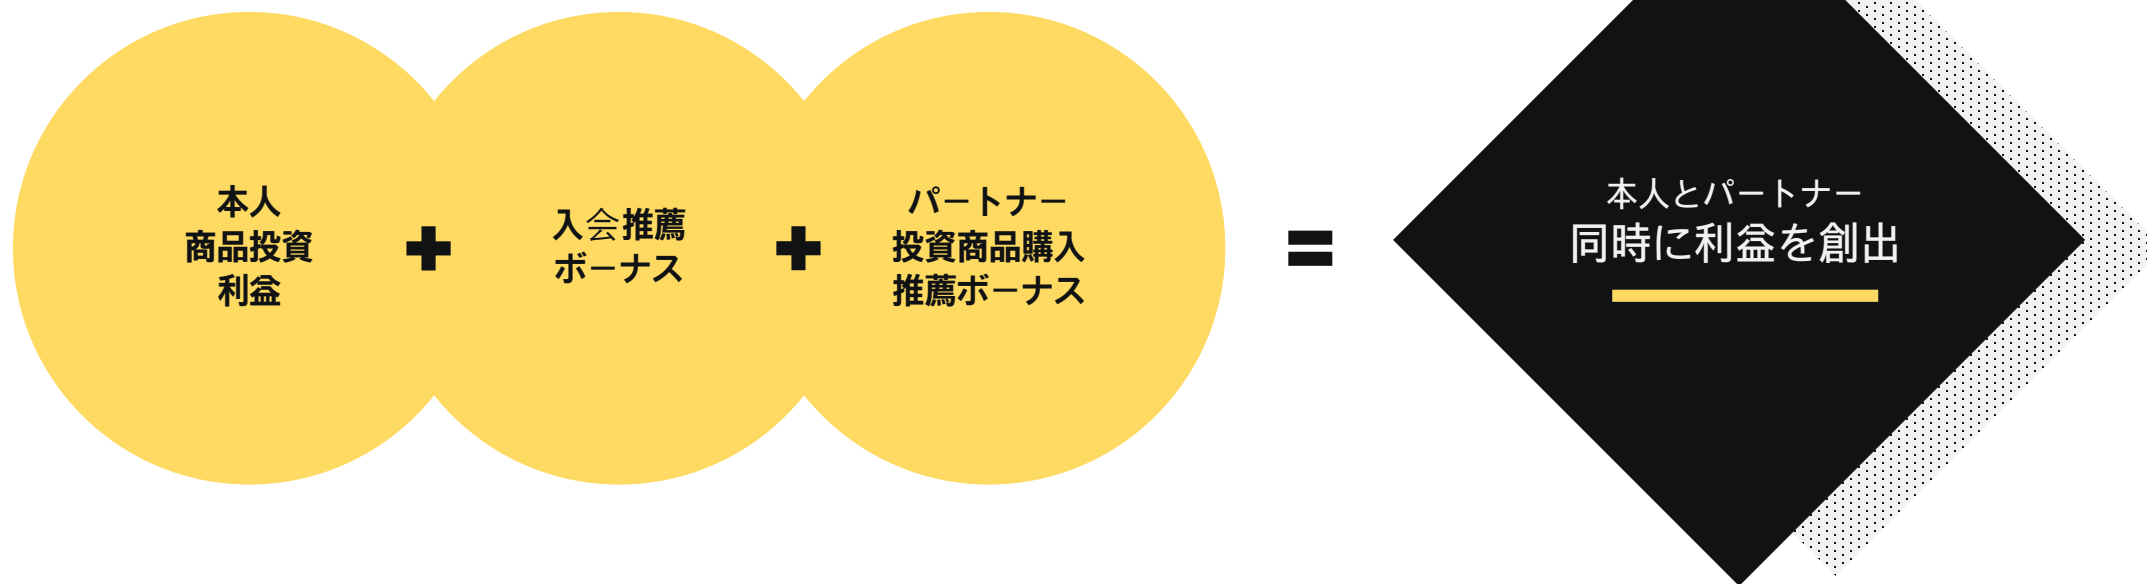 本人
商品投資
利益
+
入会推薦
ボーナス
+
パートナー
投資商品購入
推薦ボーナス
=
本人とパートナー
同時に利益を創出